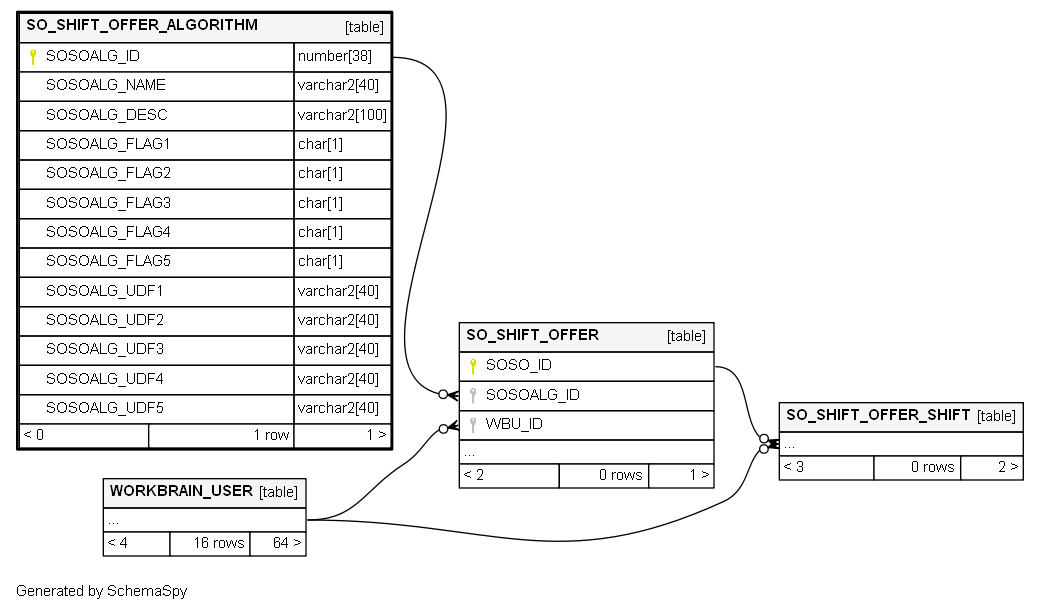 SO_SHIFT_OFFER_ALGORITHM [table]
SOSOALG_ID number[38]
SOSOALG_NAME varchar2[40]
SOSOALG_DESC varchar2[100]
SOSOALG_FLAG1 char[1]
SOSOALG_FLAG2 char[1]
SOSOALG_FLAG3 char[1]
SOSOALG_FLAG4 char[1]
SOSOALG_FLAG5 char[1]
SOSOALG_UDF1 varchar2[40]
SOSOALG_UDF2 varchar2[40]
SOSOALG_UDF3 varchar2[40]
SOSOALG_UDF4 varchar2[40]
SOSOALG_UDF5 varchar2[40]
< 0 1 row 1 >
SO_SHIFT_OFFER [table]
SOSO_ID
SOSOALG_ID
WBU_ID
...
< 2 0 rows 1 >
SO_SHIFT_OFFER_SHIFT [table]
...
< 3 0 rows 2 >
WORKBRAIN_USER [table]
...
< 4 16 rows 64 >
Generated by SchemaSpy